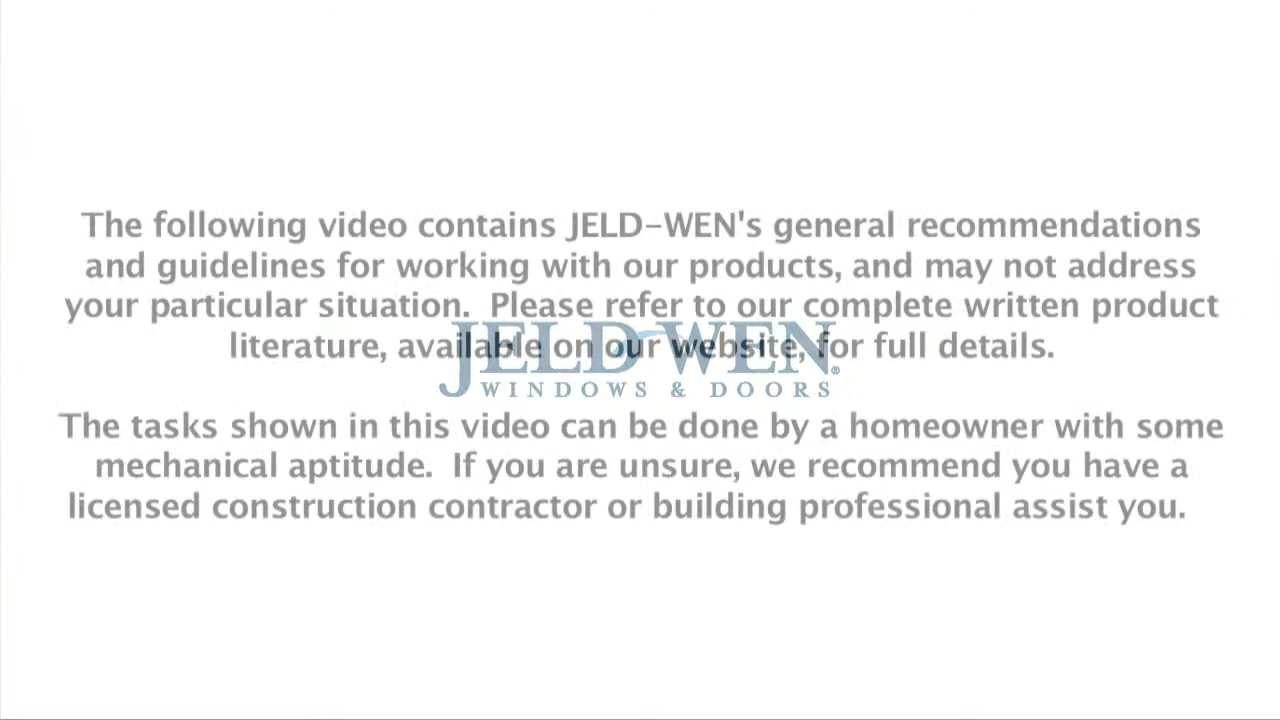 The following video contains JELD-WEN's general recommendations
and guidelines for working with our products, and may not address
your particular situation.  Please refer to our complete written product
literature, available on our website, for full details.
JELD-WEN®
WINDOWS & DOORS
The tasks shown in this video can be done by a homeowner with some
mechanical aptitude.  If you are unsure, we recommend you have a
licensed construction contractor or building professional assist you.